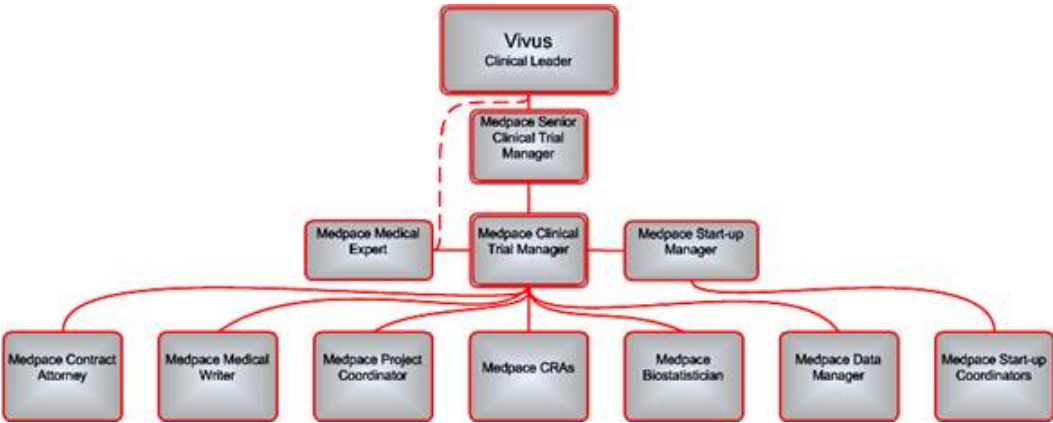 Vivus
Clinical Leader
Medpace Senior
Clinical Trial
Manager
Medpace Medical
Expert
Medpace Clinical
Trial Manager
Medpace Start-up
Manager
Medpace Contract
Attorney
Medpace Medical
Writer
Medpace Project
Coordinator
Medpace CRAs
Medpace
Biostatistician
Medpace Data
Manager
Medpace Start-up
Coordinators